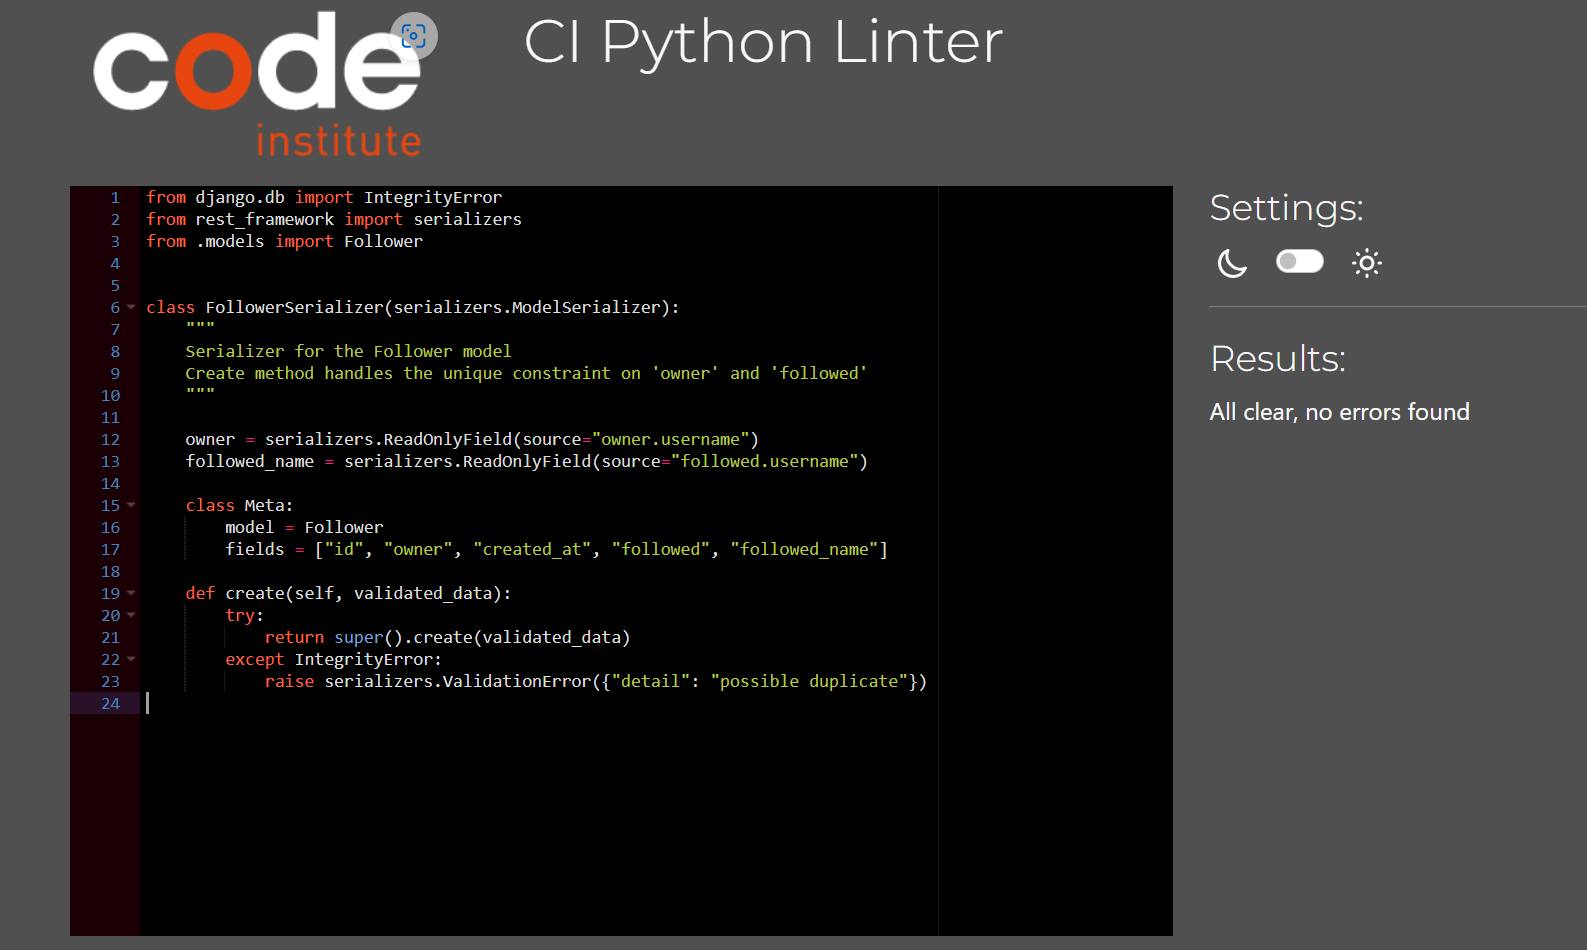 code
institute
CI Python Linter
1 from django.db import IntegrityError
2 from rest_framework import serializers
3 from .models import Follower
4
5
6 class FollowerSerializer(serializers.ModelSerializer):
7     """
8     Serializer for the Follower model
9     Create method handles the unique constraint on 'owner' and 'followed'
10     """
11
12     owner = serializers.ReadOnlyField(source="owner.username")
13     followed_name = serializers.ReadOnlyField(source="followed.username")
14
15     class Meta:
16         model = Follower
17         fields = ["id", "owner", "created_at", "followed", "followed_name"]
18
19     def create(self, validated_data):
20         try:
21             return super().create(validated_data)
22         except IntegrityError:
23             raise serializers.ValidationError({"detail": "possible duplicate"})
24
Settings:
Results:
All clear, no errors found